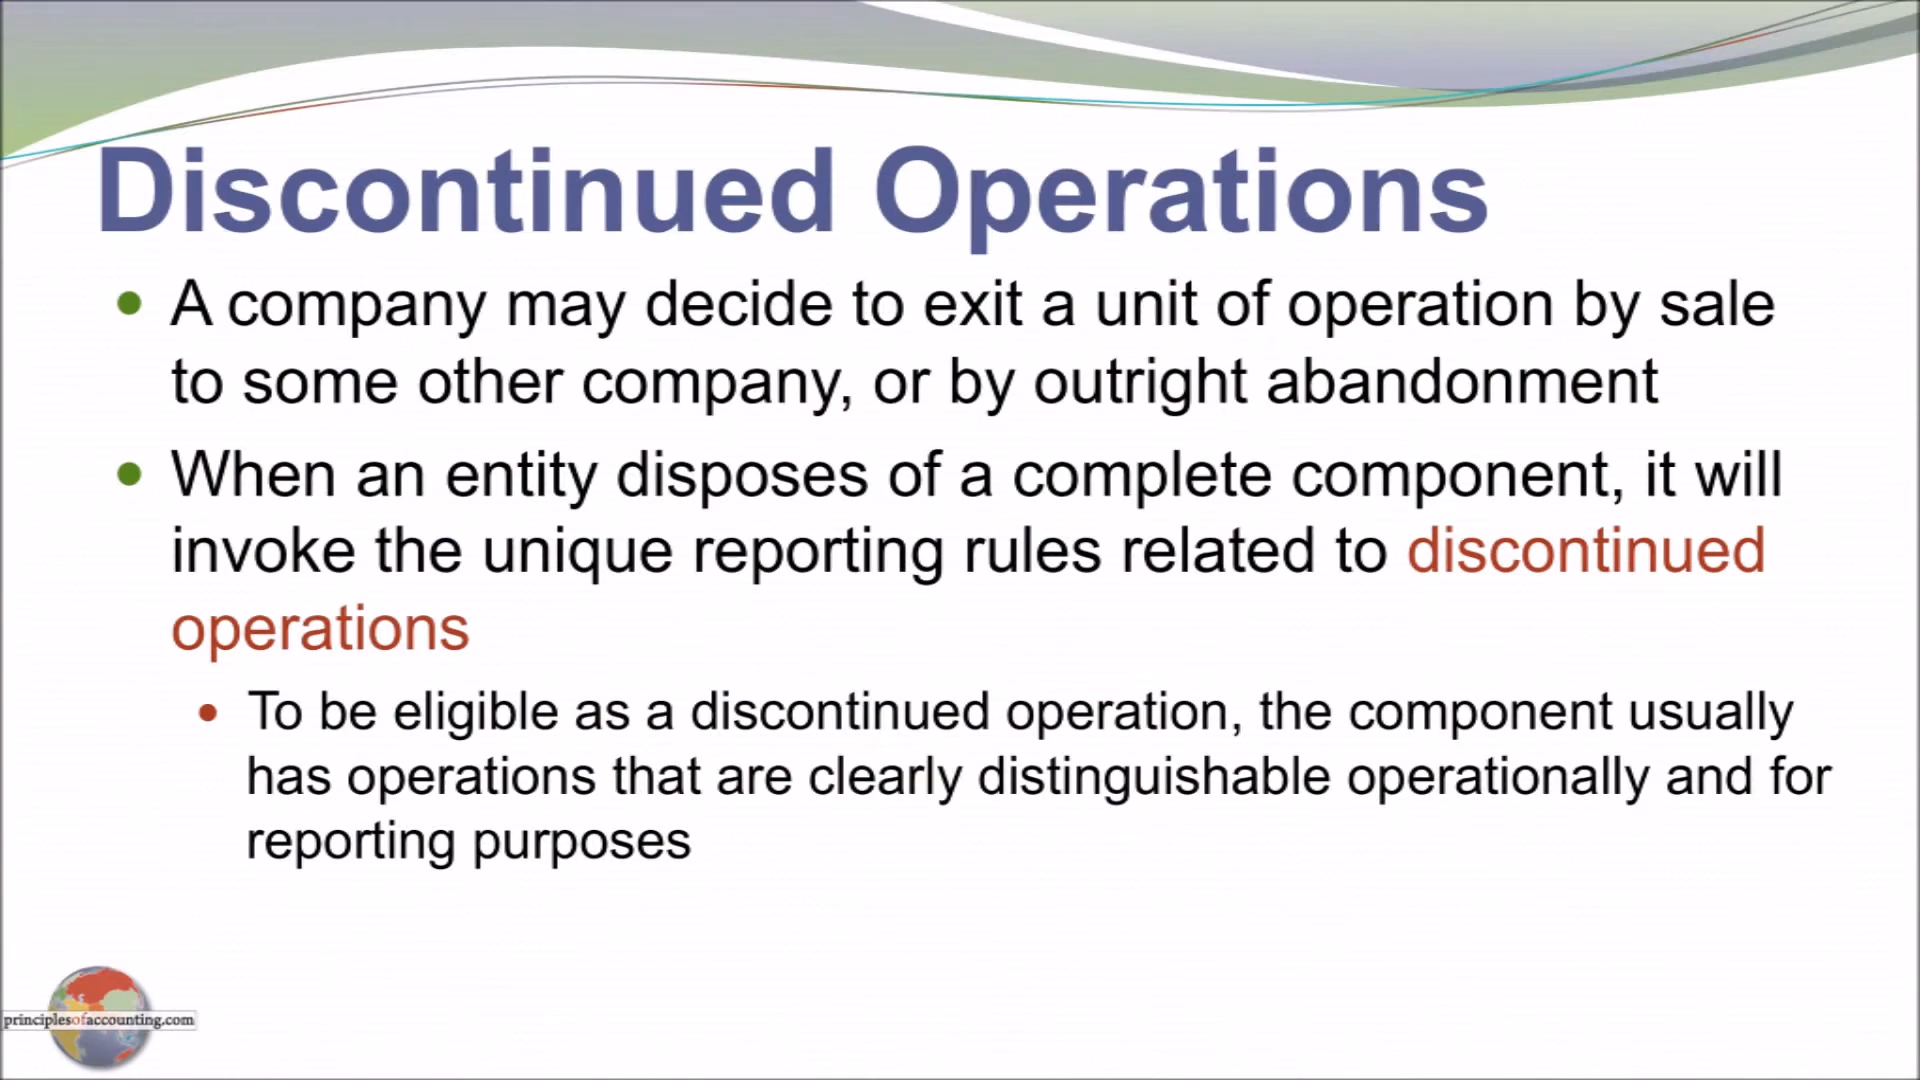 Discontinued Operations
A company may decide to exit a unit of operation by sale
to some other company, or by outright abandonment
When an entity disposes of a complete component, it will
invoke the unique reporting rules related to discontinued
operations
To be eligible as a discontinued operation, the component usually
has operations that are clearly distinguishable operationally and for
reporting purposes
principlesofaccounting.com